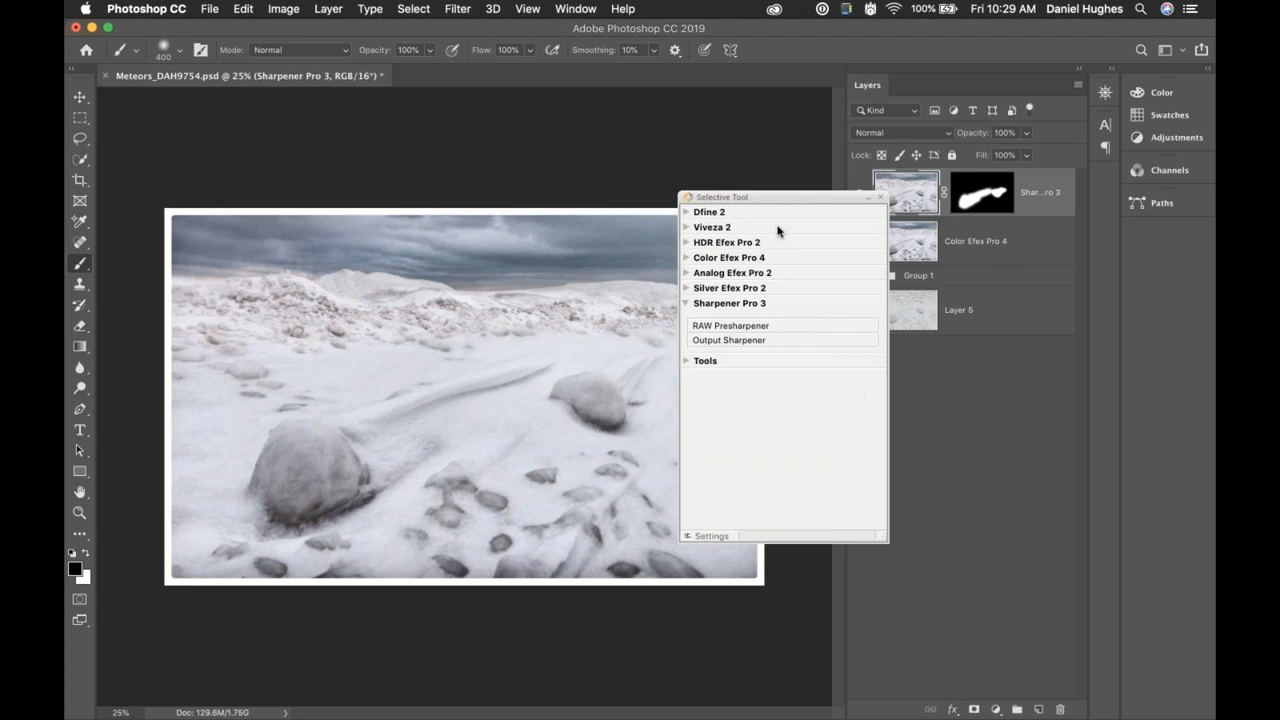 Photoshop CC File Edit Image Layer Type Select Filter 3D View Window Help 100% Fri 10:29 AM Daniel Hughes
Adobe Photoshop CC 2019
400 Mode: Normal Opacity: 100% Flow: 100% Smoothing: 10%
× Meteors_DAH9754.psd @ 25% (Sharpener Pro 3, RGB/16*) *
Layers
Kind
Normal Opacity: 100%
Lock: Fill: 100%
Shar...ro 3
Color Efex Pro 4
Group 1
Layer 5
Color
Swatches
Adjustments
Channels
Paths
Selective Tool
Dfine 2
Viveza 2
HDR Efex Pro 2
Color Efex Pro 4
Analog Efex Pro 2
Silver Efex Pro 2
Sharpener Pro 3
RAW Presharpener
Output Sharpener
Tools
Settings
25% Doc: 129.6M/1.75G